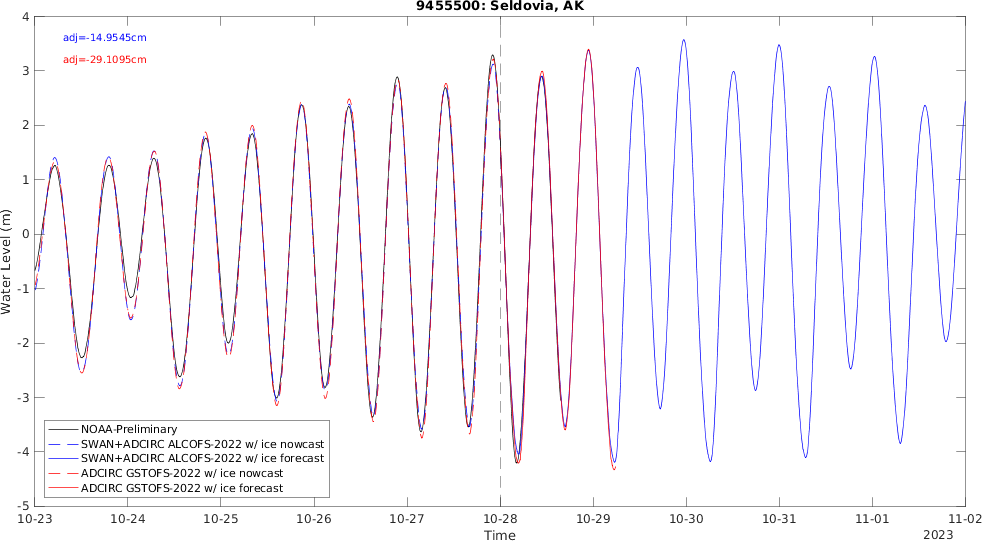 9455500: Seldovia, AK
adj=-14.9545cm
adj=-29.1095cm
4
3
2
1
0
-1
-2
-3
-4
-5
Water Level (m)
NOAA-Preliminary
SWAN+ADCIRC ALCOFS-2022 w/ ice nowcast
SWAN+ADCIRC ALCOFS-2022 w/ ice forecast
ADCIRC GSTOFS-2022 w/ ice nowcast
ADCIRC GSTOFS-2022 w/ ice forecast
10-23 10-24 10-25 10-26 10-27 10-28 10-29 10-30 10-31 11-01 11-02
Time
2023